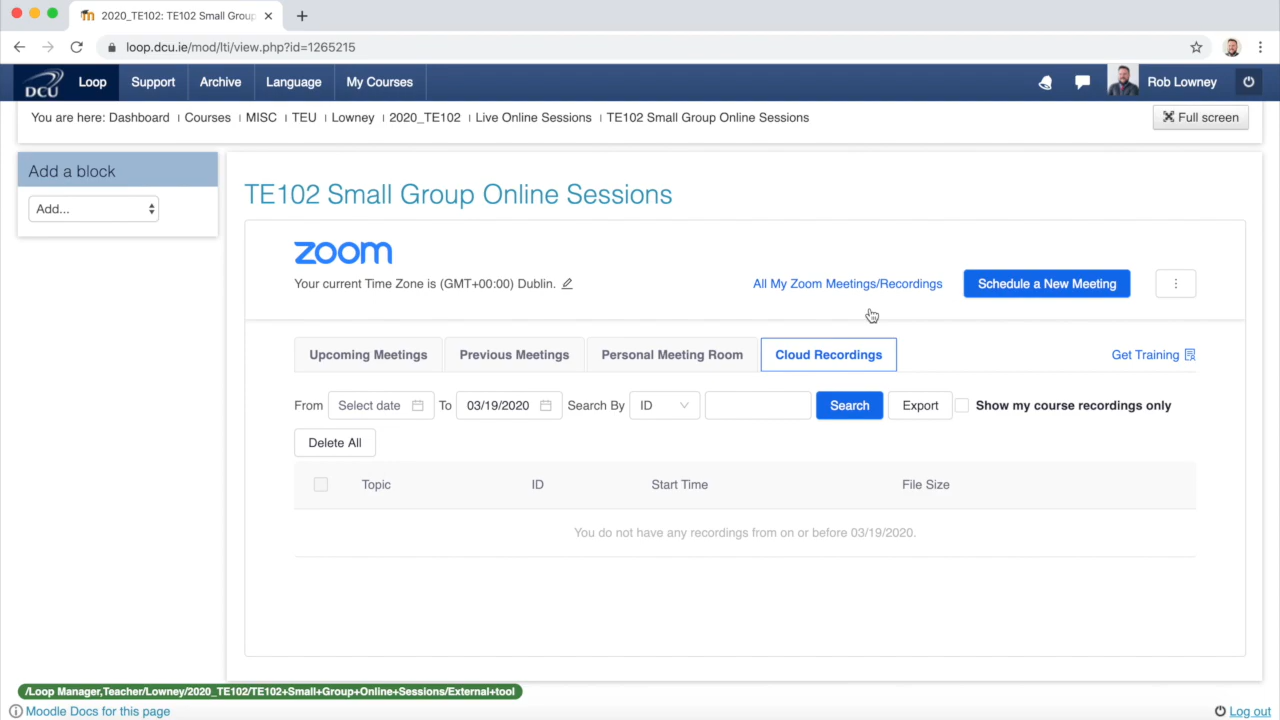 2020_TE102: TE102 Small Group
loop.dcu.ie/mod/lti/view.php?id=1265215
DCU Loop Support Archive Language My Courses Rob Lowney
You are here: Dashboard Courses MISC TEU Lowney 2020_TE102 Live Online Sessions TE102 Small Group Online Sessions Full screen
Add a block
Add...
TE102 Small Group Online Sessions
zoom
Your current Time Zone is (GMT+00:00) Dublin. All My Zoom Meetings/Recordings Schedule a New Meeting
Upcoming Meetings Previous Meetings Personal Meeting Room Cloud Recordings Get Training
From Select date To 03/19/2020 Search By ID Search Export Show my course recordings only
Delete All
Topic ID Start Time File Size
You do not have any recordings from on or before 03/19/2020.
/Loop Manager,Teacher/Lowney/2020_TE102/TE102+Small+Group+Online+Sessions/External+tool
Moodle Docs for this page Log out